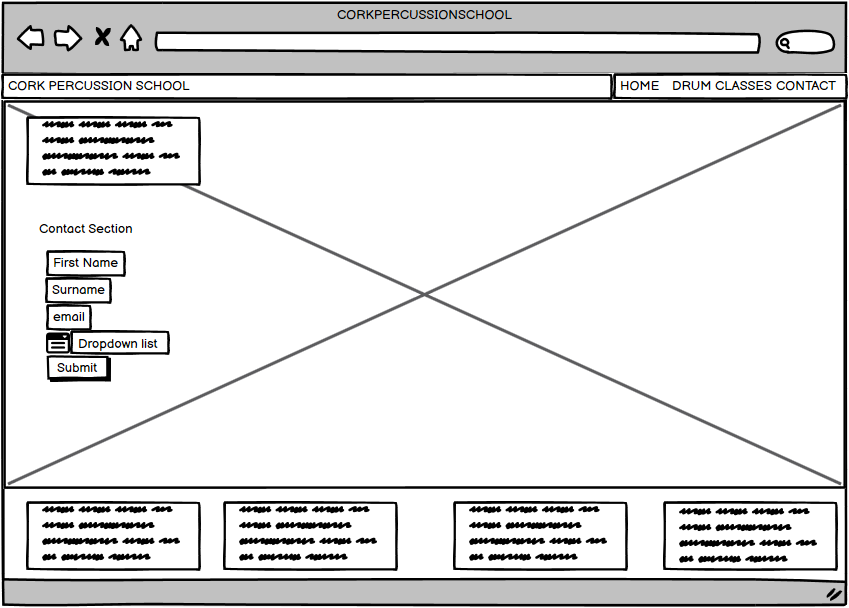 CORKPERCUSSIONSCHOOL
CORK PERCUSSION SCHOOL
HOME DRUM CLASSES CONTACT
Contact Section
First Name
Surname
email
Dropdown list
Submit